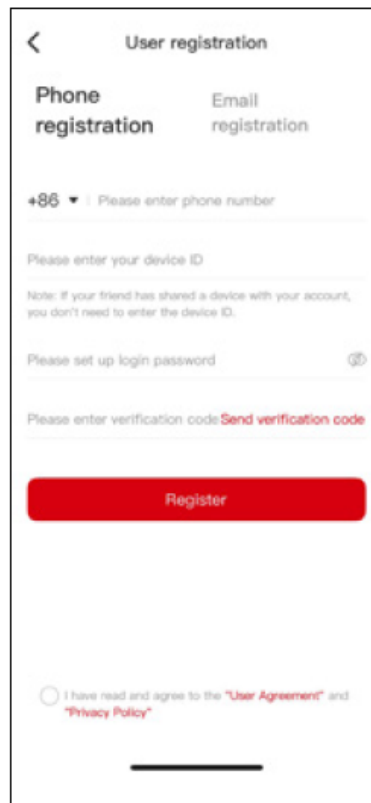 User registration
Phone
registration
Email
registration
+86 Please enter phone number
Please enter your device ID
Note: If your friend has shared a device with your account,
you don't need to enter the device ID.
Please set up login password
Please enter verification code Send verification code
Register
I have read and agree to the "User Agreement" and
"Privacy Policy"